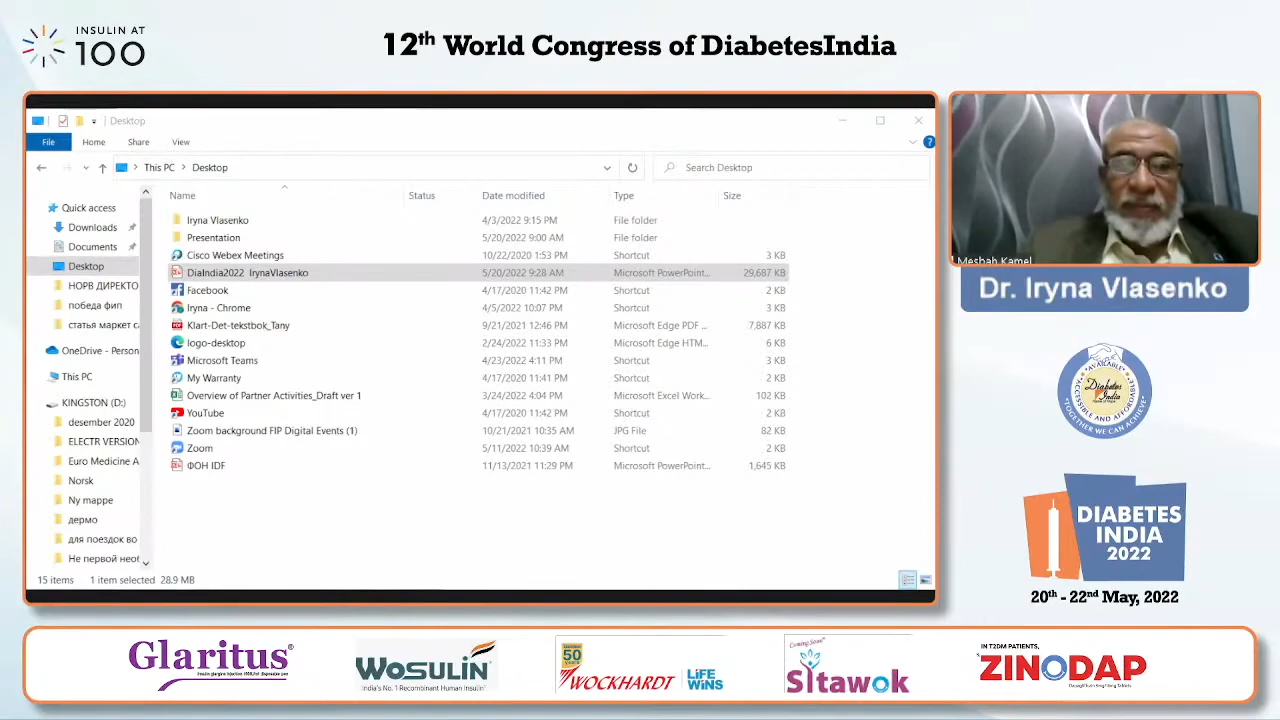 INSULIN AT
100
12th World Congress of DiabetesIndia
Desktop
File Home Share View
This PC > Desktop
Search Desktop
Name Status Date modified Type Size
Quick access
Downloads
Documents
Desktop
НОРВ ДИРЕКТО
победа фип
статья маркет са
OneDrive - Person
This PC
KINGSTON (D:)
desember 2020
ELECTR VERSION
Euro Medicine A
Norsk
Ny mappe
дермо
для поездок во
Не первой необ
Iryna Vlasenko 4/3/2022 9:15 PM File folder
Presentation 5/20/2022 9:00 AM File folder
Cisco Webex Meetings 10/22/2020 1:53 PM Shortcut 3 KB
DiaIndia2022 IrynaVlasenko 5/20/2022 9:28 AM Microsoft PowerPoint... 29,687 KB
Facebook 4/17/2020 11:42 PM Shortcut 2 KB
Iryna - Chrome 4/5/2022 10:07 PM Shortcut 3 KB
Klart-Det-tekstbok_Tany 9/21/2021 12:46 PM Microsoft Edge PDF ... 7,887 KB
logo-desktop 2/24/2022 11:33 PM Microsoft Edge HTM... 6 KB
Microsoft Teams 4/23/2022 4:11 PM Shortcut 3 KB
My Warranty 4/17/2020 11:41 PM Shortcut 2 KB
Overview of Partner Activities_Draft ver 1 3/24/2022 4:04 PM Microsoft Excel Work... 102 KB
YouTube 4/17/2020 11:42 PM Shortcut 2 KB
Zoom background FIP Digital Events (1) 10/21/2021 10:35 AM JPG File 82 KB
Zoom 5/11/2022 10:39 AM Shortcut 2 KB
ФОН IDF 11/13/2021 11:29 PM Microsoft PowerPoint... 1,645 KB
15 items 1 item selected 28.9 MB
Mesbah Kamel
Dr. Iryna Vlasenko
AVAILABLE
ACCESSIBLE AND AFFORDABLE
Diabetes
India
TOGETHER WE CAN ACHIEVE
DIABETES
INDIA
2022
20th - 22nd May, 2022
Glaritus®
WOSULIN
India's No. 1 Recombinant Human Insulin
50
WOCKHARDT
LiFE
WiNS
Coming Soon
Sitawok
IN T2DM PATIENTS,
ZINODAP